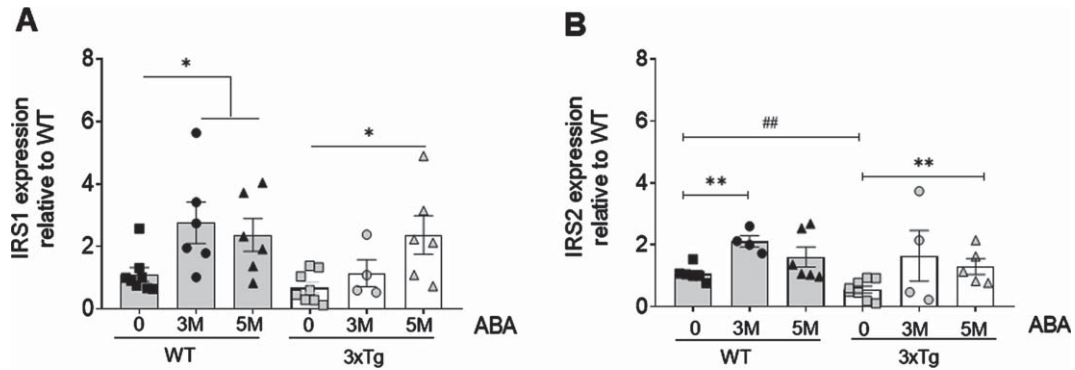 A
IRS1 expression
relative to WT
8
6
4
2
0
*
*
0 3M 5M 0 3M 5M ABA
WT 3xTg
B
IRS2 expression
relative to WT
8
6
4
2
0
##
**
**
0 3M 5M 0 3M 5M ABA
WT 3xTg